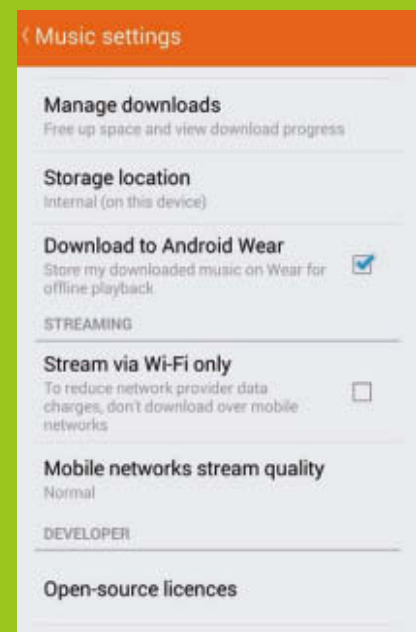 Music settings
Manage downloads
Free up space and view download progress
Storage location
Internal (on this device)
Download to Android Wear
Store my downloaded music on Wear for
offline playback
STREAMING
Stream via Wi-Fi only
To reduce network provider data
charges, don't download over mobile
networks
Mobile networks stream quality
Normal
DEVELOPER
Open-source licences